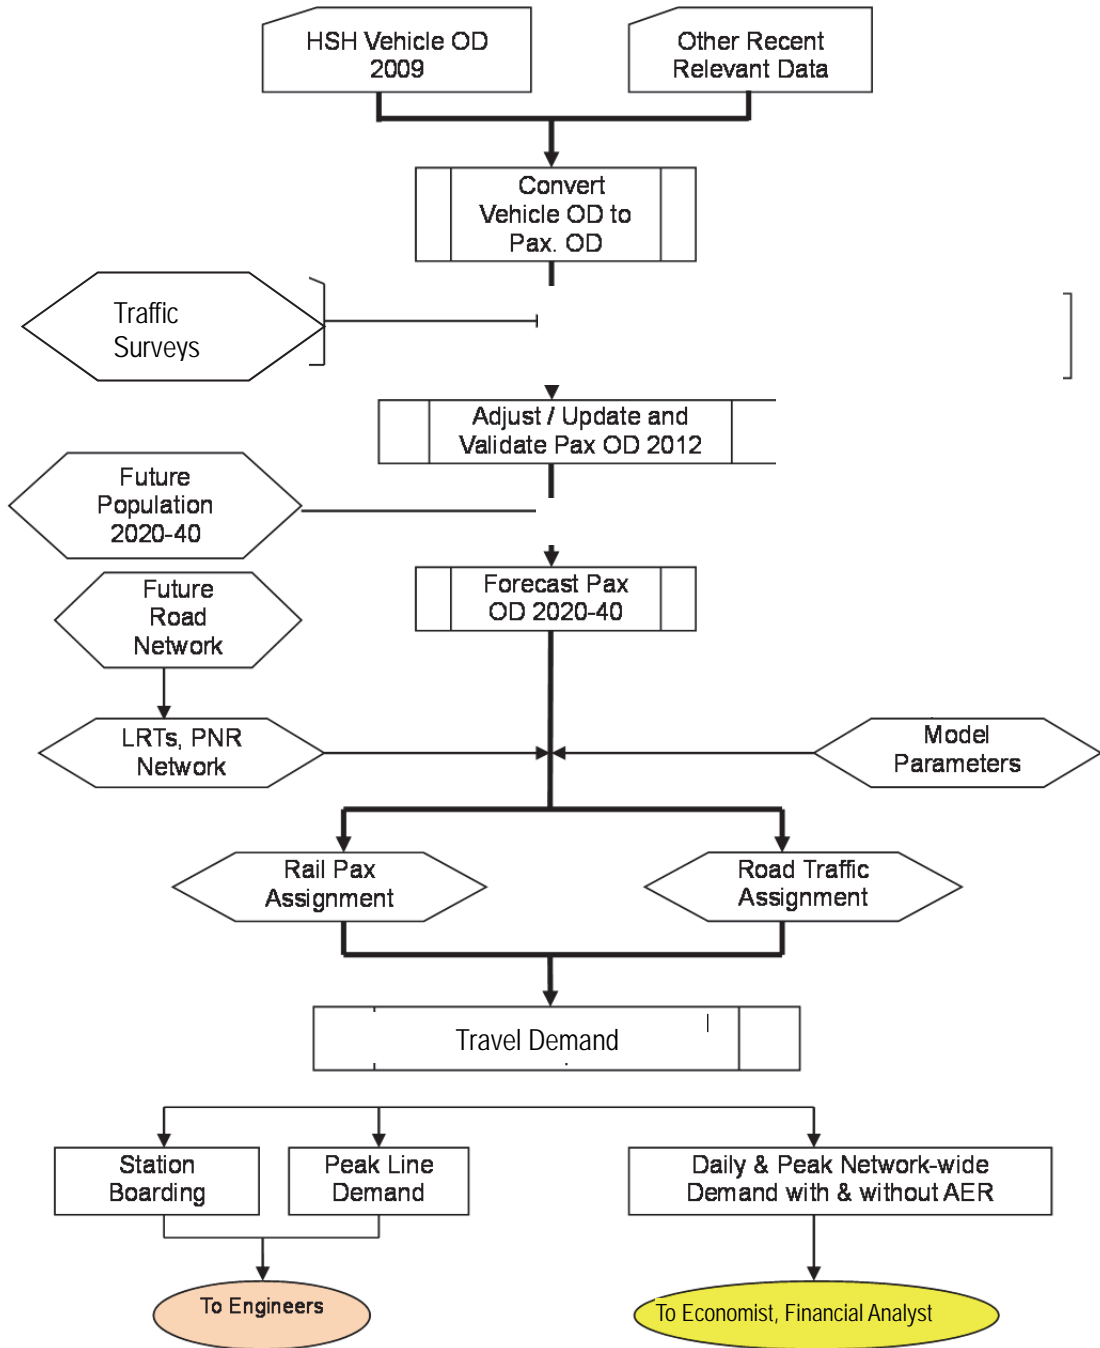 HSH Vehicle OD
2009
Other Recent
Relevant Data
Convert
Vehicle OD to
Pax. OD
Traffic
Surveys
Adjust / Update and
Validate Pax OD 2012
Future
Population
2020-40
Forecast Pax
OD 2020-40
Future
Road
Network
LRTs, PNR
Network
Model
Parameters
Rail Pax
Assignment
Road Traffic
Assignment
Travel Demand
Station
Boarding
Peak Line
Demand
Daily & Peak Network-wide
Demand with & without AER
To Engineers
To Economist, Financial Analyst